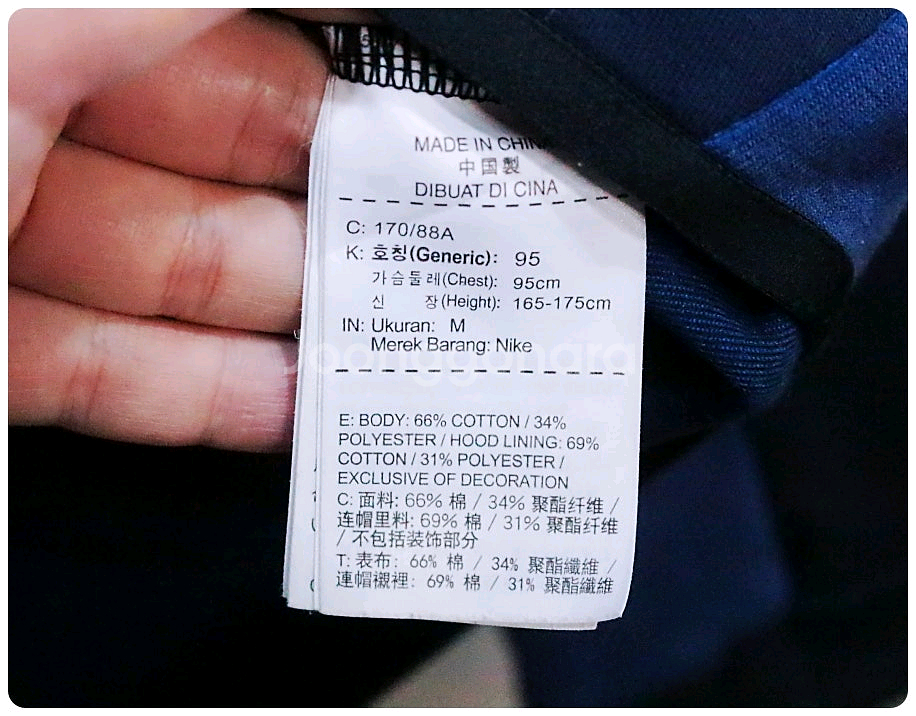 MADE IN CHINA
中国製
DIBUAT DI CINA
C: 170/88A
K: 호칭(Generic): 95
가슴둘레(Chest): 95cm
신 장(Height): 165-175cm
IN: Ukuran: M
Merek Barang: Nike
E: BODY: 66% COTTON / 34%
POLYESTER / HOOD LINING: 69%
COTTON / 31% POLYESTER /
EXCLUSIVE OF DECORATION
C: 面料: 66% 棉 / 34% 聚酯纤维 /
连帽里料: 69% 棉 / 31% 聚酯纤维
/ 不包括装饰部分
T: 表布: 66% 棉 / 34% 聚酯纖維 /
連帽襯裡: 69% 棉 / 31% 聚酯纖維